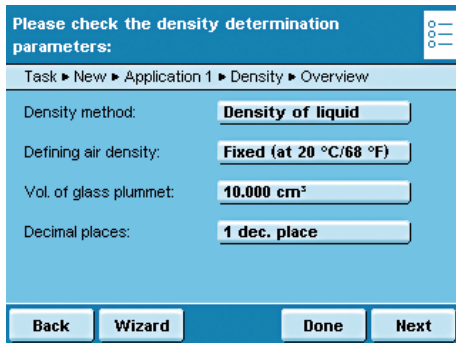 Please check the density determination
parameters:
Task ▸ New ▸ Application 1 ▸ Density ▸ Overview
Density method: Density of liquid
Defining air density: Fixed (at 20 °C/68 °F)
Vol. of glass plummet: 10.000 cm³
Decimal places: 1 dec. place
Back Wizard Done Next